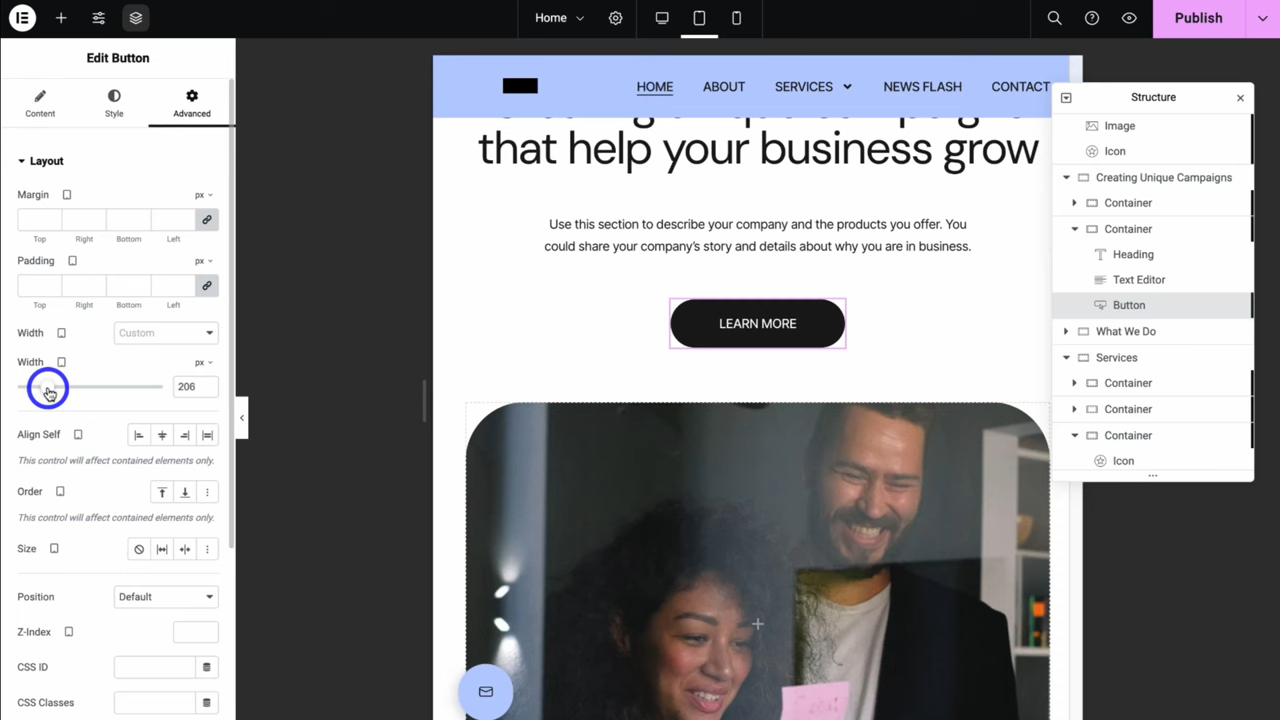 Home
Publish
Edit Button
Content
Style
Advanced
Layout
Margin
px
Top
Right
Bottom
Left
Padding
px
Top
Right
Bottom
Left
Width
Custom
Width
px
206
Align Self
This control will affect contained elements only.
Order
This control will affect contained elements only.
Size
Position
Default
Z-Index
CSS ID
CSS Classes
HOME
ABOUT
SERVICES
NEWS FLASH
CONTACT
that help your business grow
Use this section to describe your company and the products you offer. You
could share your company's story and details about why you are in business.
LEARN MORE
Structure
Image
Icon
Creating Unique Campaigns
Container
Container
Heading
Text Editor
Button
What We Do
Services
Container
Container
Container
Icon